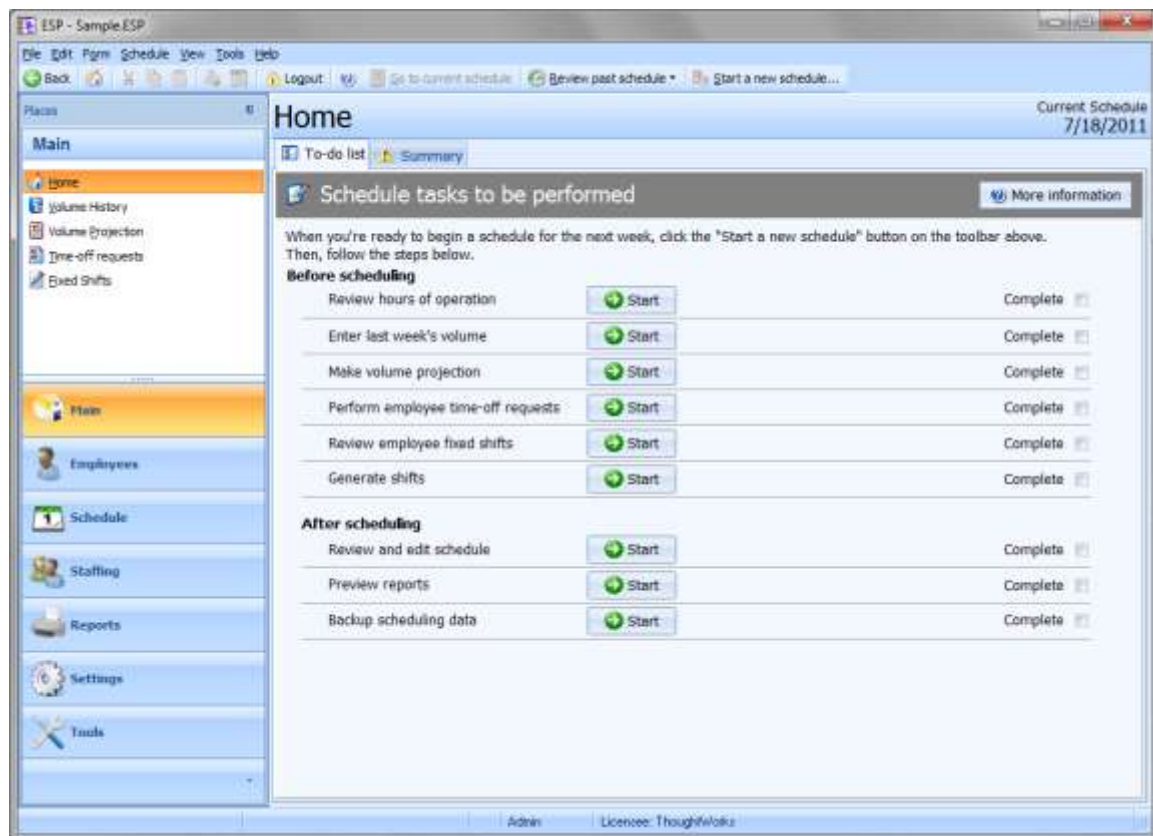 ESP - Sample.ESP
File Edit Form Schedule View Tools Help
Back Logout Go to current schedule Review past schedule Start a new schedule...
Places
Main
Home
Volume History
Volume Projection
Time-off requests
Fixed Shifts
Main
Employees
Schedule
Staffing
Reports
Settings
Tools
Home
Current Schedule
7/18/2011
To-do list Summary
Schedule tasks to be performed
More information
When you're ready to begin a schedule for the next week, click the "Start a new schedule" button on the toolbar above.
Then, follow the steps below.
Before scheduling
Review hours of operation Start Complete
Enter last week's volume Start Complete
Make volume projection Start Complete
Perform employee time-off requests Start Complete
Review employee fixed shifts Start Complete
Generate shifts Start Complete
After scheduling
Review and edit schedule Start Complete
Preview reports Start Complete
Backup scheduling data Start Complete
Admin Licensee: ThoughtWorks